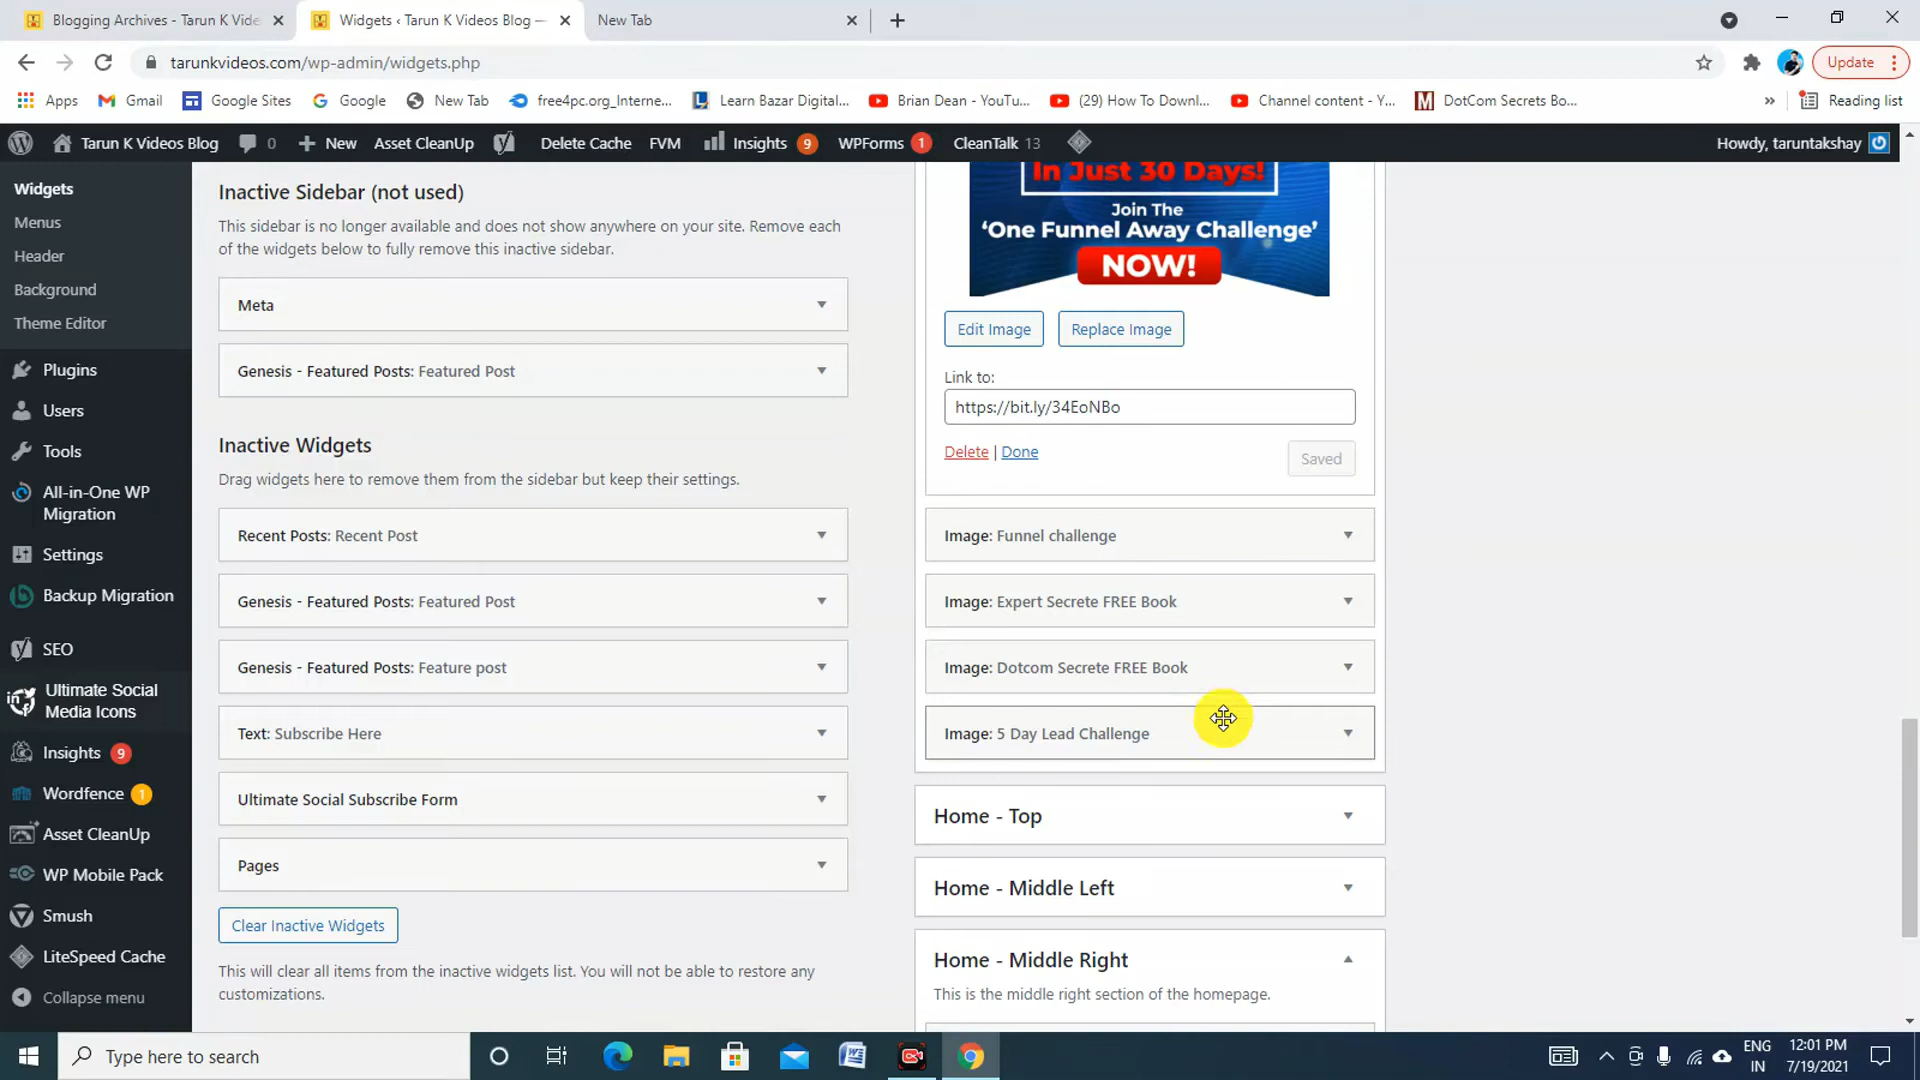 Blogging Archives - Tarun K Vide
Widgets ‹ Tarun K Videos Blog —
New Tab
tarunkvideos.com/wp-admin/widgets.php
Update
Apps
Gmail
Google Sites
Google
New Tab
free4pc.org_Interne...
Learn Bazar Digital...
Brian Dean - YouTu...
(29) How To Downl...
Channel content - Y...
DotCom Secrets Bo...
Reading list
Tarun K Videos Blog
0
New
Asset CleanUp
Delete Cache
FVM
Insights 9
WPForms 1
CleanTalk 13
Howdy, taruntakshay
Widgets
Menus
Header
Background
Theme Editor
Plugins
Users
Tools
All-in-One WP
Migration
Settings
Backup Migration
SEO
Ultimate Social
Media Icons
Insights 9
Wordfence 1
Asset CleanUp
WP Mobile Pack
Smush
LiteSpeed Cache
Collapse menu
Inactive Sidebar (not used)
This sidebar is no longer available and does not show anywhere on your site. Remove each
of the widgets below to fully remove this inactive sidebar.
Meta
Genesis - Featured Posts: Featured Post
Inactive Widgets
Drag widgets here to remove them from the sidebar but keep their settings.
Recent Posts: Recent Post
Genesis - Featured Posts: Featured Post
Genesis - Featured Posts: Feature post
Text: Subscribe Here
Ultimate Social Subscribe Form
Pages
Clear Inactive Widgets
This will clear all items from the inactive widgets list. You will not be able to restore any
customizations.
In Just 30 Days!
Join The
‘One Funnel Away Challenge’
NOW!
Edit Image
Replace Image
Link to:
https://bit.ly/34EoNBo
Delete | Done
Saved
Image: Funnel challenge
Image: Expert Secrete FREE Book
Image: Dotcom Secrete FREE Book
Image: 5 Day Lead Challenge
Home - Top
Home - Middle Left
Home - Middle Right
This is the middle right section of the homepage.
Type here to search
ENG
IN
12:01 PM
7/19/2021